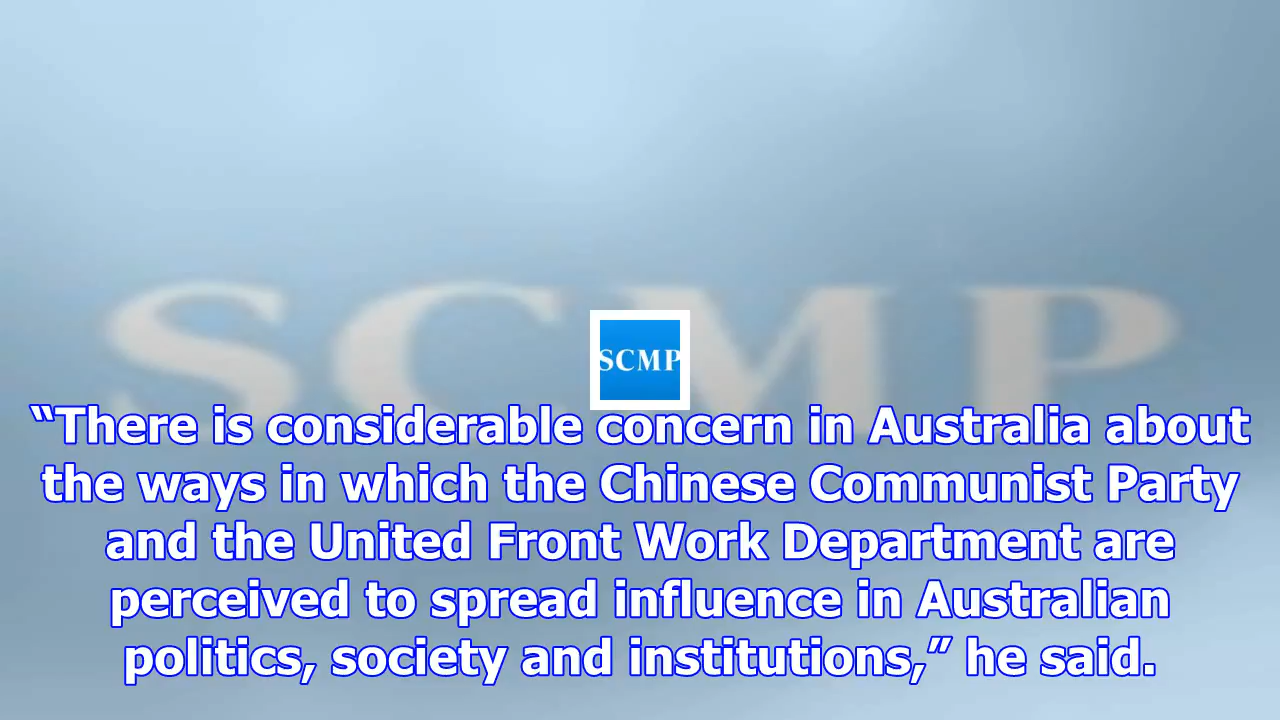 SCMP
SCMP
“There is considerable concern in Australia about
the ways in which the Chinese Communist Party
and the United Front Work Department are
perceived to spread influence in Australian
politics, society and institutions,” he said.